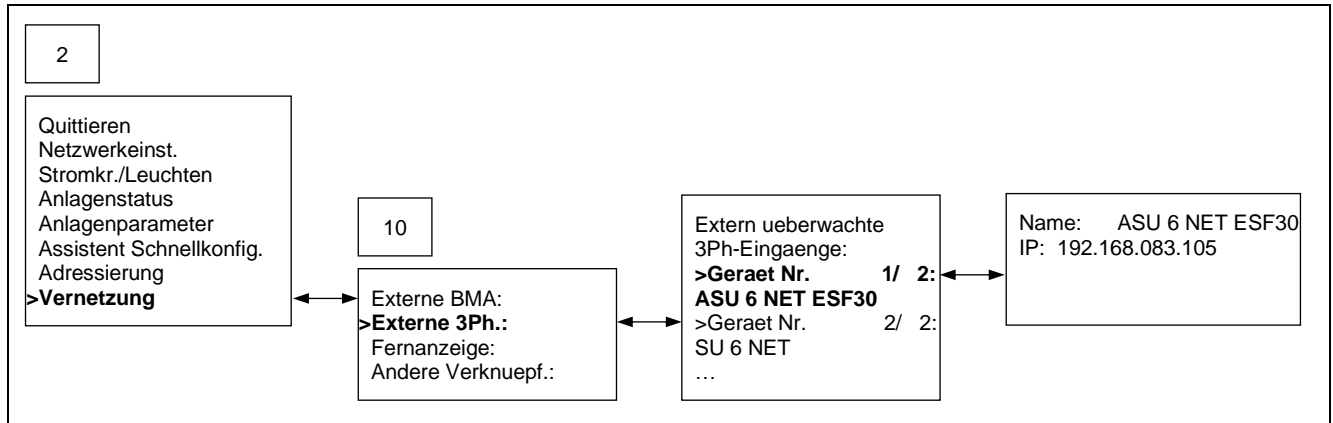 2
Quittieren
Netzwerkeinst.
Stromkr./Leuchten
Anlagenstatus
Anlagenparameter
Assistent Schnellkonfig.
Adressierung
>Vernetzung
10
Externe BMA:
>Externe 3Ph.:
Fernanzeige:
Andere Verknuepf.:
Extern ueberwachte
3Ph-Eingaenge:
>Geraet Nr. 1/ 2:
ASU 6 NET ESF30
>Geraet Nr. 2/ 2:
SU 6 NET
…
Name: ASU 6 NET ESF30
IP: 192.168.083.105